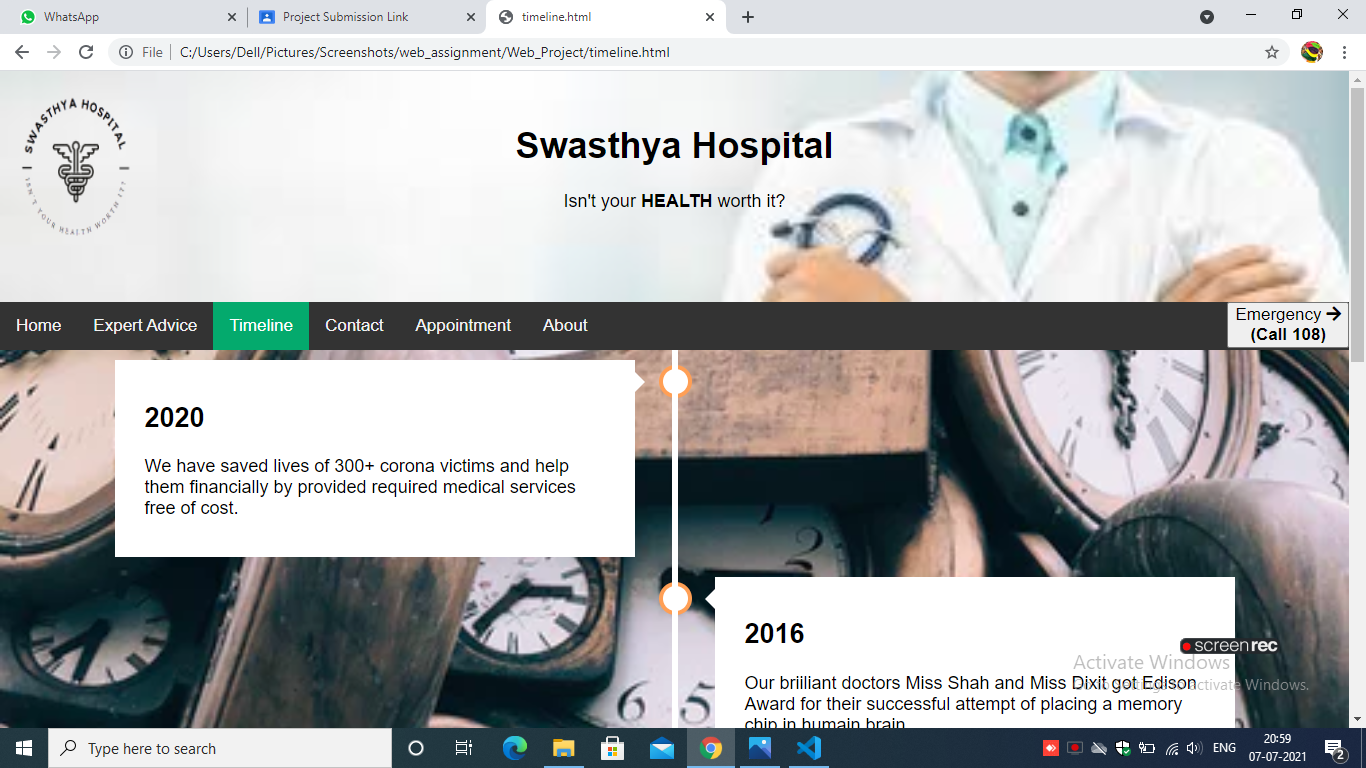 WhatsApp
Project Submission Link
timeline.html
File
C:/Users/Dell/Pictures/Screenshots/web_assignment/Web_Project/timeline.html
SWASTHYA HOSPITAL
ISN'T YOUR HEALTH WORTH IT?
Swasthya Hospital
Isn't your HEALTH worth it?
Home Expert Advice Timeline Contact Appointment About
Emergency →
(Call 108)
2020
We have saved lives of 300+ corona victims and help
them financially by provided required medical services
free of cost.
2
6 5
2016
screenrec
Activate Windows
Go to Settings to activate Windows.
Our briiliant doctors Miss Shah and Miss Dixit got Edison
Award for their successful attempt of placing a memory
chip in humain brain
Type here to search
ENG
20:59
07-07-2021
2